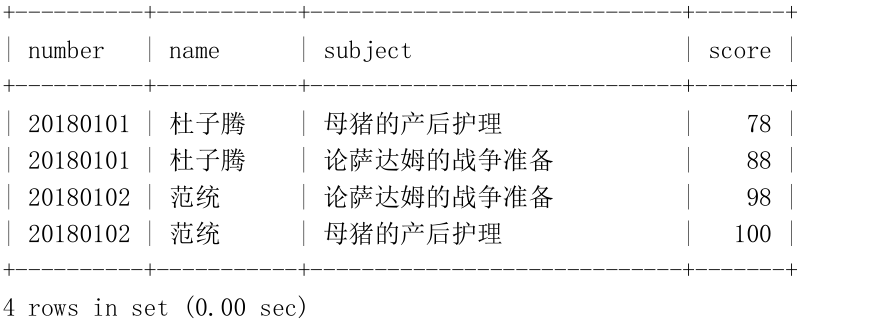 +----------+-----------+-----------------------------+-------+
| number | name | subject | score |
+----------+-----------+-----------------------------+-------+
| 20180101 | 杜子腾 | 母猪的产后护理 | 78 |
| 20180101 | 杜子腾 | 论萨达姆的战争准备 | 88 |
| 20180102 | 范统 | 论萨达姆的战争准备 | 98 |
| 20180102 | 范统 | 母猪的产后护理 | 100 |
+----------+-----------+-----------------------------+-------+
4 rows in set (0.00 sec)